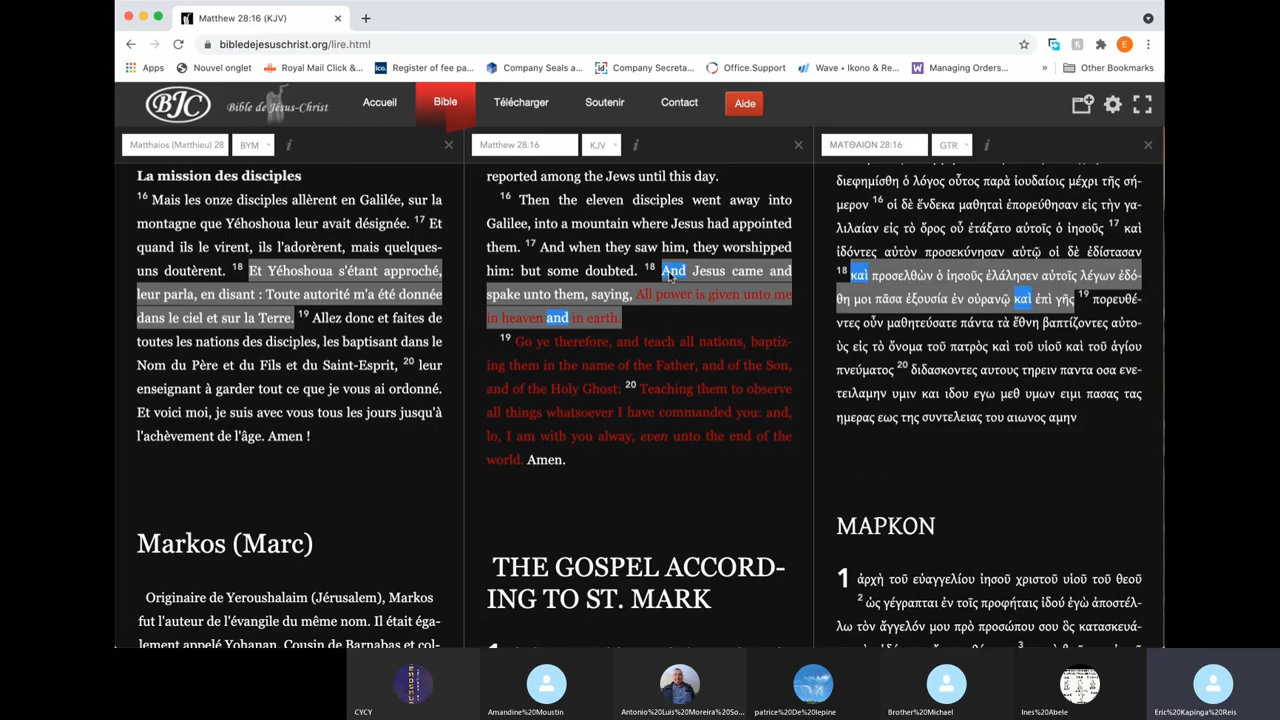 Matthew 28:16 (KJV)
bibledejesuschrist.org/lire.html
Apps
Nouvel onglet
Royal Mail Click &...
ico.
Register of fee pa...
Company Seals a...
Company Secreta...
Office.Support
Wave • Ikono & Re...
Managing Orders...
»
Other Bookmarks
BJC
Bible de Jésus-Christ
Accueil
Bible
Télécharger
Soutenir
Contact
Aide
Matthaios (Matthieu) 28
BYM
La mission des disciples
16 Mais les onze disciples allèrent en Galilée, sur la
montagne que Yéhoshoua leur avait désignée. 17 Et
quand ils le virent, ils l'adorèrent, mais quelques-
uns doutèrent. 18 Et Yéhoshoua s'étant approché,
leur parla, en disant : Toute autorité m'a été donnée
dans le ciel et sur la Terre. 19 Allez donc et faites de
toutes les nations des disciples, les baptisant dans le
Nom du Père et du Fils et du Saint-Esprit, 20 leur
enseignant à garder tout ce que je vous ai ordonné.
Et voici moi, je suis avec vous tous les jours jusqu'à
l'achèvement de l'âge. Amen !
Markos (Marc)
Originaire de Yeroushalaim (Jérusalem), Markos
fut l'auteur de l'évangile du même nom. Il était éga-
lement appelé Yohanan. Cousin de Barnabas et col-
Matthew 28:16
KJV
reported among the Jews until this day.
16 Then the eleven disciples went away into
Galilee, into a mountain where Jesus had appointed
them. 17 And when they saw him, they worshipped
him: but some doubted. 18 And Jesus came and
spake unto them, saying, All power is given unto me
in heaven and in earth.
19 Go ye therefore, and teach all nations, baptiz-
ing them in the name of the Father, and of the Son,
and of the Holy Ghost: 20 Teaching them to observe
all things whatsoever I have commanded you: and,
lo, I am with you alway, even unto the end of the
world. Amen.
THE GOSPEL ACCORD-
ING TO ST. MARK
ΜΑΤΘΑΙΟΝ 28:16
GTR
διεφημίσθη ὁ λόγος οὗτος παρὰ ἰουδαίοις μέχρι τῆς σή-
μερον 16 οἱ δὲ ἕνδεκα μαθηταὶ ἐπορεύθησαν εἰς τὴν γα-
λιλαίαν εἰς τὸ ὄρος οὗ ἐτάξατο αὐτοῖς ὁ ἰησοῦς 17 καὶ
ἰδόντες αὐτὸν προσεκύνησαν αὐτῷ οἱ δὲ ἐδίστασαν
18 καὶ προσελθὼν ὁ ἰησοῦς ἐλάλησεν αὐτοῖς λέγων ἐδό-
θη μοι πᾶσα ἐξουσία ἐν οὐρανῷ καὶ ἐπὶ γῆς 19 πορευθέ-
ντες οὖν μαθητεύσατε πάντα τὰ ἔθνη βαπτίζοντες αὐτο-
ὺς εἰς τὸ ὄνομα τοῦ πατρὸς καὶ τοῦ υἱοῦ καὶ τοῦ ἁγίου
πνεύματος 20 διδασκοντες αυτους τηρειν παντα οσα ενε-
τειλαμην υμιν και ιδου εγω μεθ υμων ειμι πασας τας
ημερας εως της συντελειας του αιωνος αμην
ΜΑΡΚΟΝ
1 ἀρχὴ τοῦ εὐαγγελίου ἰησοῦ χριστοῦ υἱοῦ τοῦ θεοῦ
2 ὡς γέγραπται ἐν τοῖς προφήταις ἰδού ἐγὼ ἀποστέλ-
λω τὸν ἄγγελόν μου πρὸ προσώπου σου ὃς κατασκευά-
CYCY
Amandine%20Moustin
Antonio%20Luis%20Moreira%20So...
patrice%20De%20lepine
Brother%20Michael
Ines%20Abele
Eric%20Kapinga%20Reis